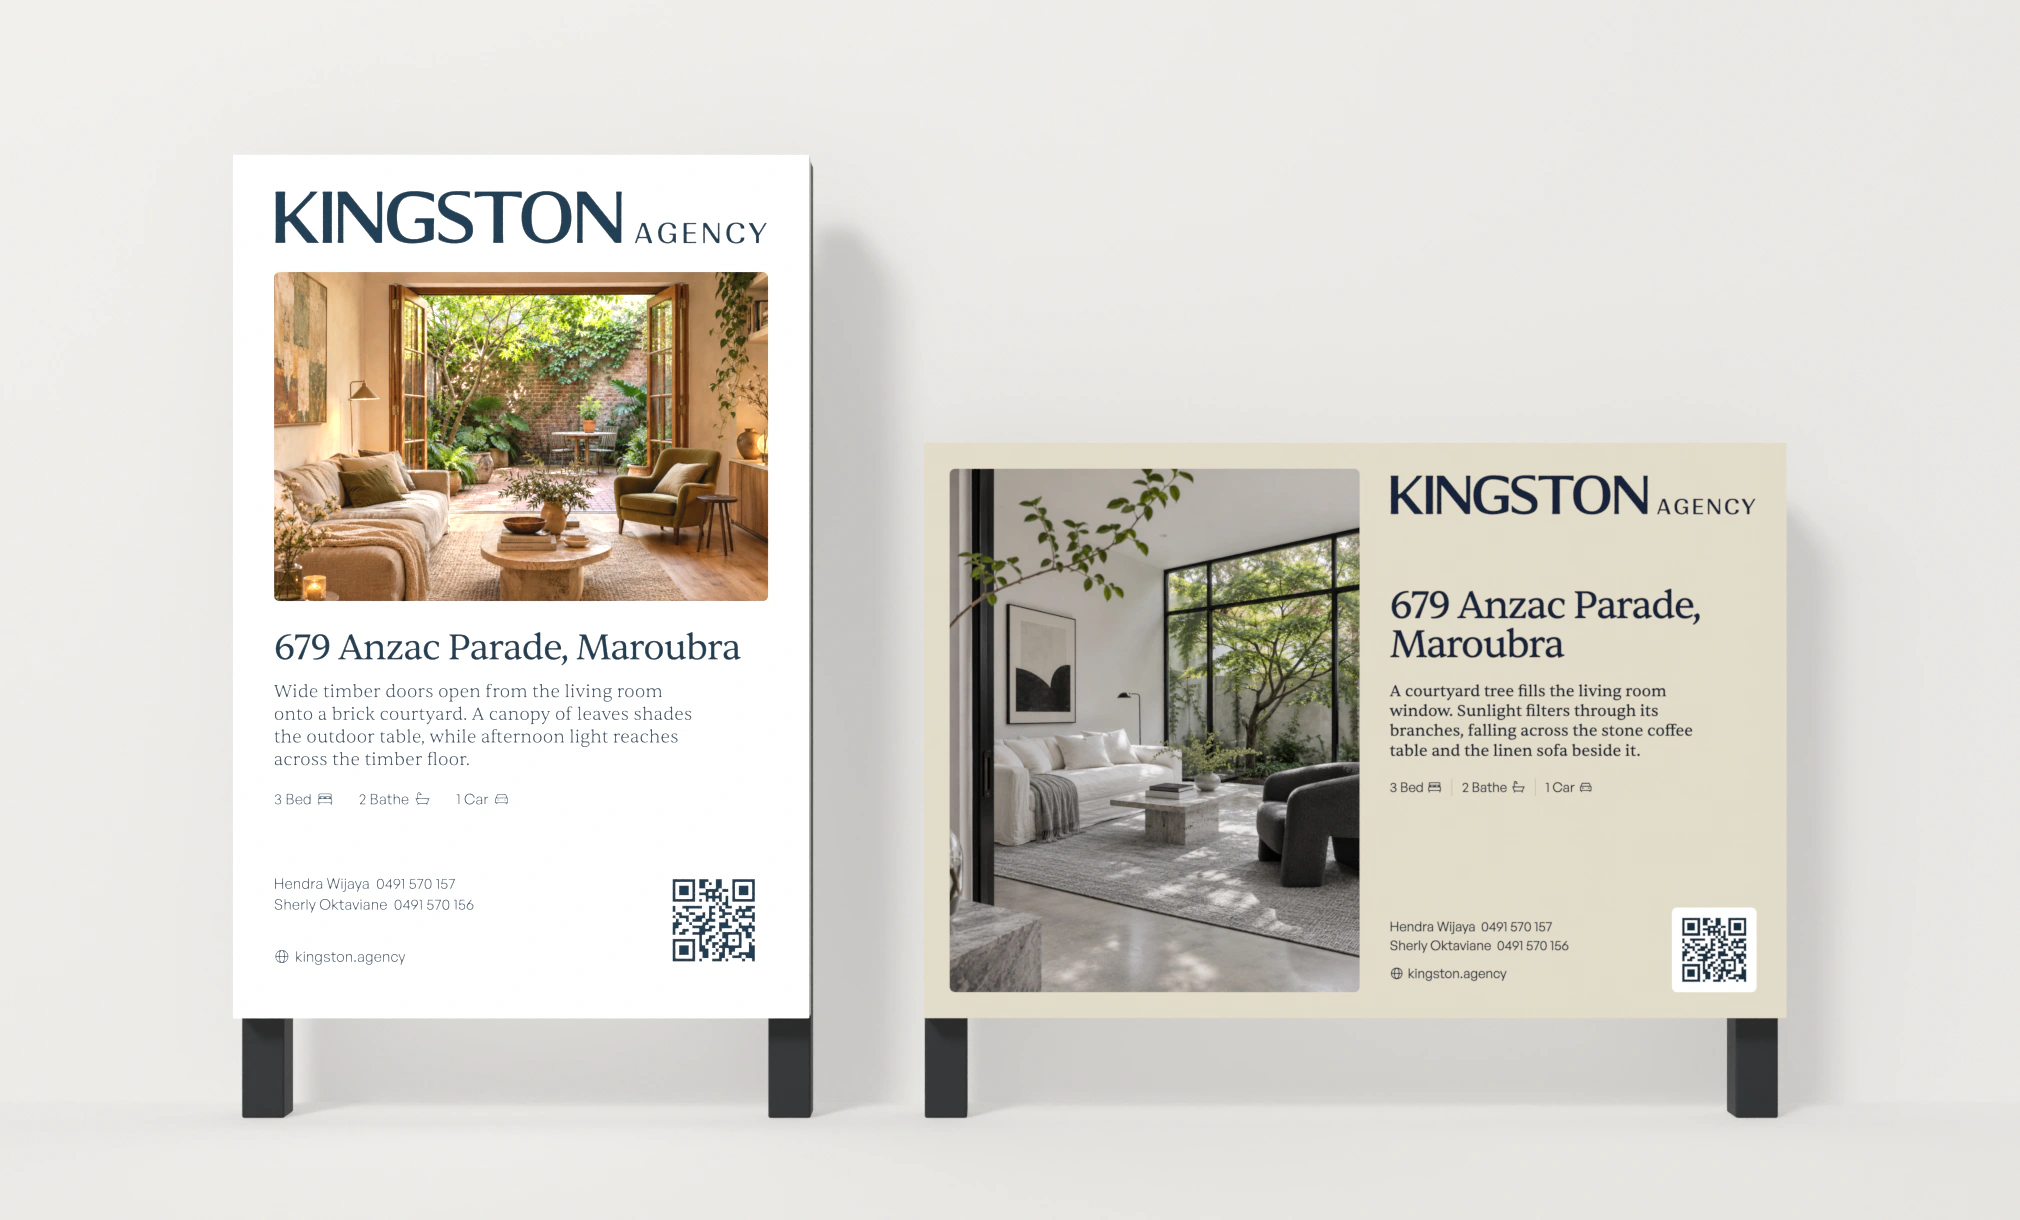 KINGSTON AGENCY
679 Anzac Parade, Maroubra
Wide timber doors open from the living room
onto a brick courtyard. A canopy of leaves shades
the outdoor table, while afternoon light reaches
across the timber floor.
3 Bed 2 Bathe 1 Car
Hendra Wijaya 0491 570 157
Sherly Oktaviane 0491 570 156
kingston.agency
KINGSTON AGENCY
679 Anzac Parade,
Maroubra
A courtyard tree fills the living room
window. Sunlight filters through its
branches, falling across the stone coffee
table and the linen sofa beside it.
3 Bed 2 Bathe 1 Car
Hendra Wijaya 0491 570 157
Sherly Oktaviane 0491 570 156
kingston.agency